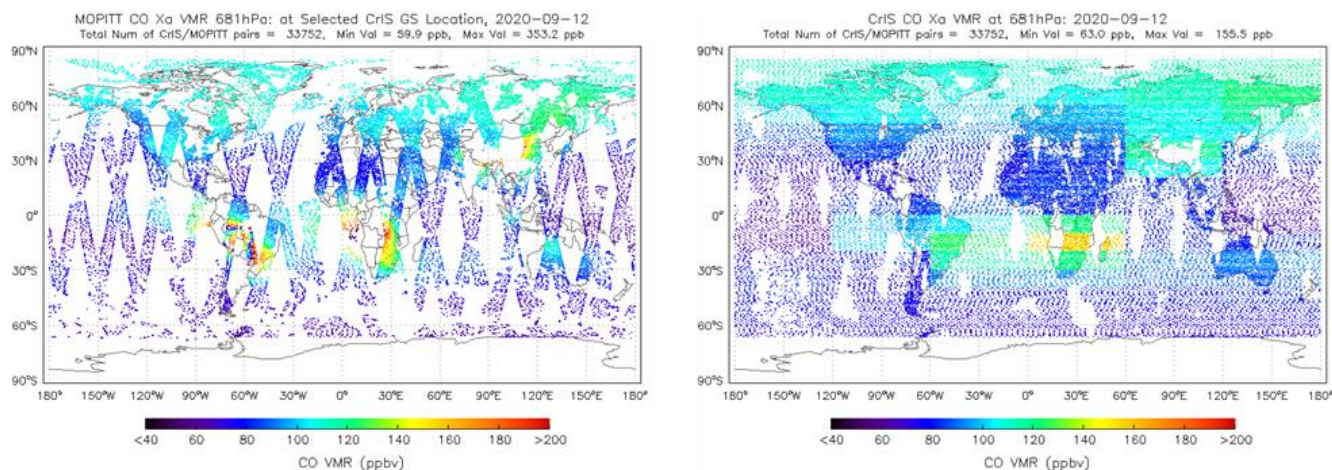 MOPITT CO Xa VMR 681hPa: at Selected CrIS GS Location, 2020-09-12
Total Num of CrIS/MOPITT pairs = 33752, Min Val = 59.9 ppb, Max Val = 353.2 ppb
90°N
60°N
30°N
0°
30°S
60°S
90°S
180° 150°W 120°W 90°W 60°W 30°W 0° 30°E 60°E 90°E 120°E 150°E 180°
<40 60 80 100 120 140 160 180 >200
CO VMR (ppbv)
CrIS CO Xa VMR at 681hPa: 2020-09-12
Total Num of CrIS/MOPITT pairs = 33752, Min Val = 63.0 ppb, Max Val = 155.5 ppb
90°N
60°N
30°N
0°
30°S
60°S
90°S
180° 150°W 120°W 90°W 60°W 30°W 0° 30°E 60°E 90°E 120°E 150°E 180°
<40 60 80 100 120 140 160 180 >200
CO VMR (ppbv)